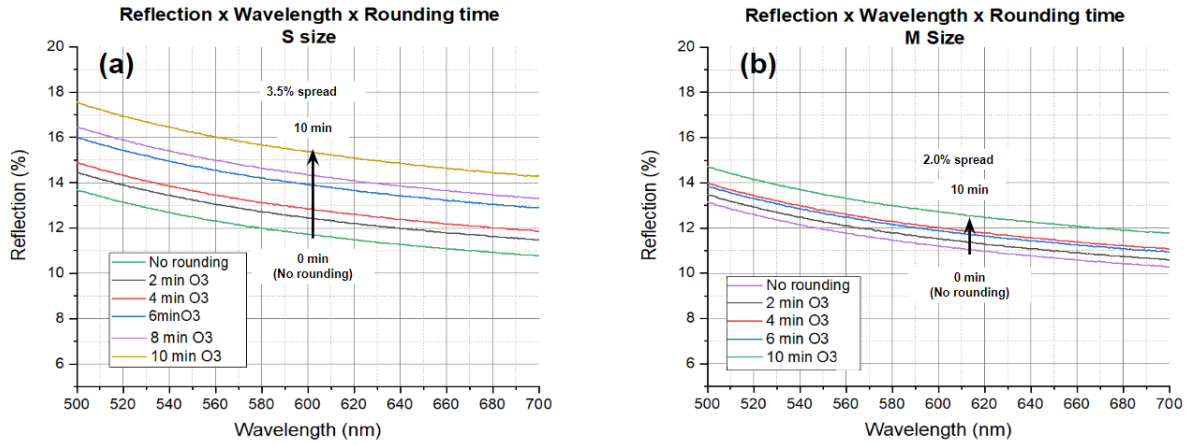 Reflection x Wavelength x Rounding time
S size
(a)
3.5% spread
10 min
0 min
(No rounding)
No rounding
2 min O3
4 min O3
6minO3
8 min O3
10 min O3
Reflection (%)
20
18
16
14
12
10
8
6
500 520 540 560 580 600 620 640 660 680 700
Wavelength (nm)
Reflection x Wavelength x Rounding time
M Size
(b)
2.0% spread
10 min
0 min
(No rounding)
No rounding
2 min O3
4 min O3
6 min O3
10 min O3
Reflection (%)
20
18
16
14
12
10
8
6
500 520 540 560 580 600 620 640 660 680 700
Wavelength (nm)